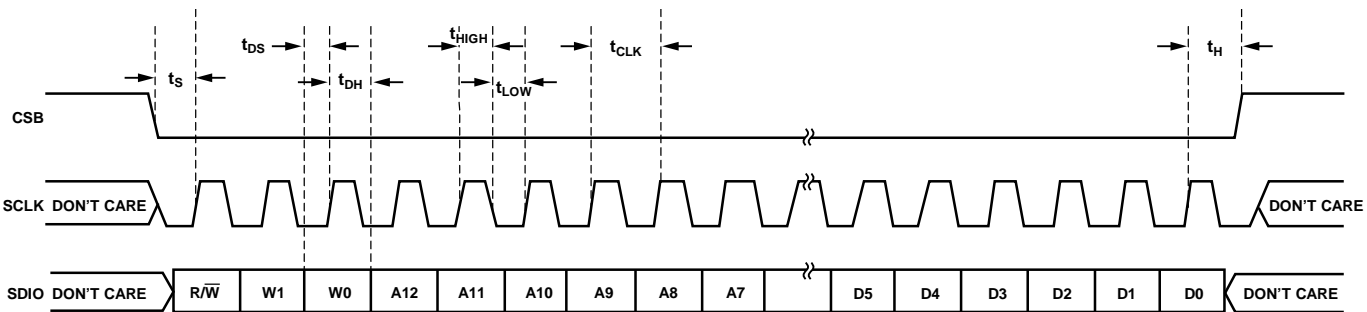 tDS
tHIGH
tCLK
tH
tS
tDH
tLOW
CSB
SCLK DON'T CARE
DON'T CARE
SDIO DON'T CARE R/W̅ W1 W0 A12 A11 A10 A9 A8 A7 D5 D4 D3 D2 D1 D0 DON'T CARE